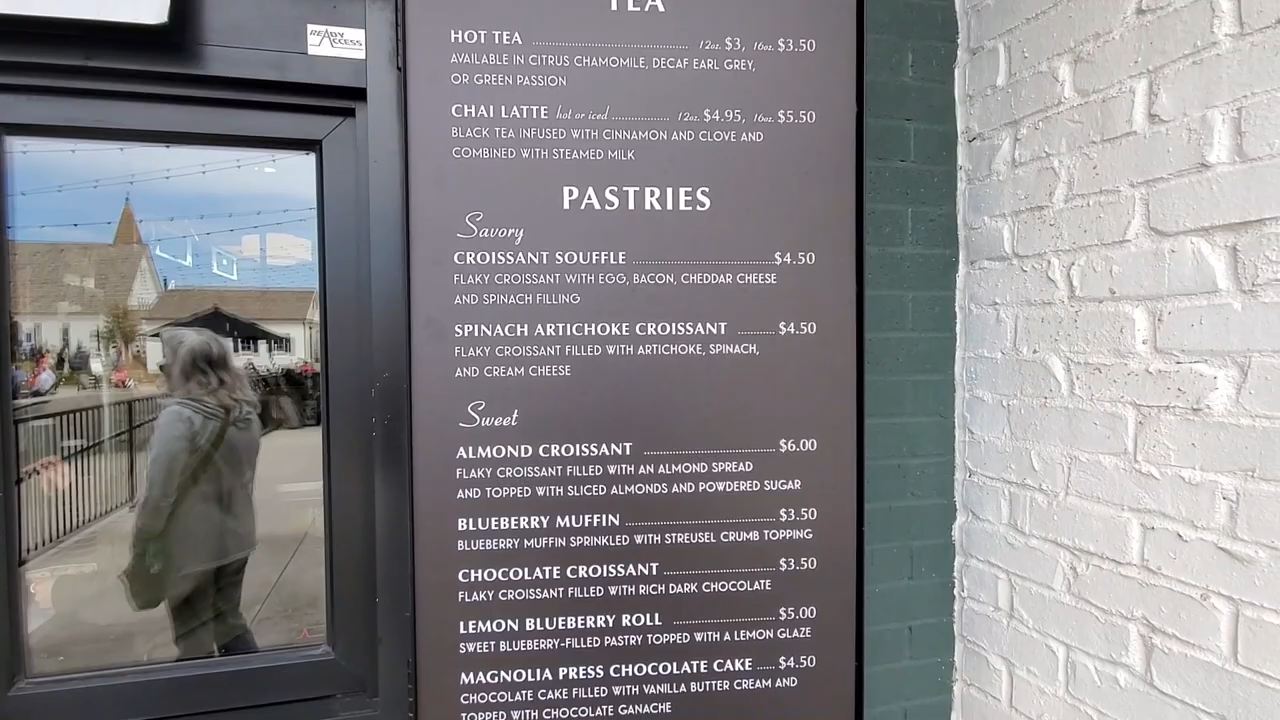 TEA
READY
ACCESS
HOT TEA ........ 12oz. $3, 16oz. $3.50
AVAILABLE IN CITRUS CHAMOMILE, DECAF EARL GREY,
OR GREEN PASSION
CHAI LATTE hot or iced ........ 12oz. $4.95, 16oz. $5.50
BLACK TEA INFUSED WITH CINNAMON AND CLOVE AND
COMBINED WITH STEAMED MILK
PASTRIES
Savory
CROISSANT SOUFFLE ........ $4.50
FLAKY CROISSANT WITH EGG, BACON, CHEDDAR CHEESE
AND SPINACH FILLING
SPINACH ARTICHOKE CROISSANT ........ $4.50
FLAKY CROISSANT FILLED WITH ARTICHOKE, SPINACH,
AND CREAM CHEESE
Sweet
ALMOND CROISSANT ........ $6.00
FLAKY CROISSANT FILLED WITH AN ALMOND SPREAD
AND TOPPED WITH SLICED ALMONDS AND POWDERED SUGAR
BLUEBERRY MUFFIN ........ $3.50
BLUEBERRY MUFFIN SPRINKLED WITH STREUSEL CRUMB TOPPING
CHOCOLATE CROISSANT ........ $3.50
FLAKY CROISSANT FILLED WITH RICH DARK CHOCOLATE
LEMON BLUEBERRY ROLL ........ $5.00
SWEET BLUEBERRY-FILLED PASTRY TOPPED WITH A LEMON GLAZE
MAGNOLIA PRESS CHOCOLATE CAKE ...... $4.50
CHOCOLATE CAKE FILLED WITH VANILLA BUTTER CREAM AND
TOPPED WITH CHOCOLATE GANACHE